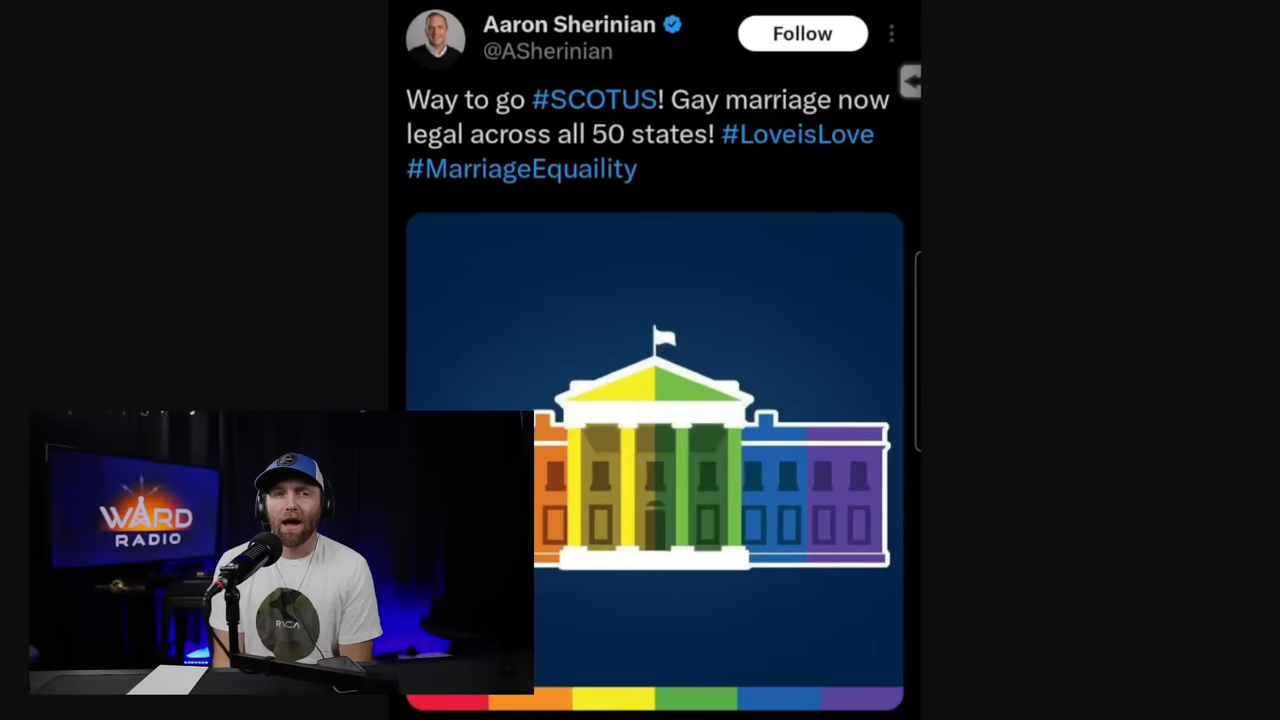 Aaron Sherinian
@ASherinian
Follow
Way to go #SCOTUS! Gay marriage now
legal across all 50 states! #LoveisLove
#MarriageEquaility
WARD
RADIO
RVCA